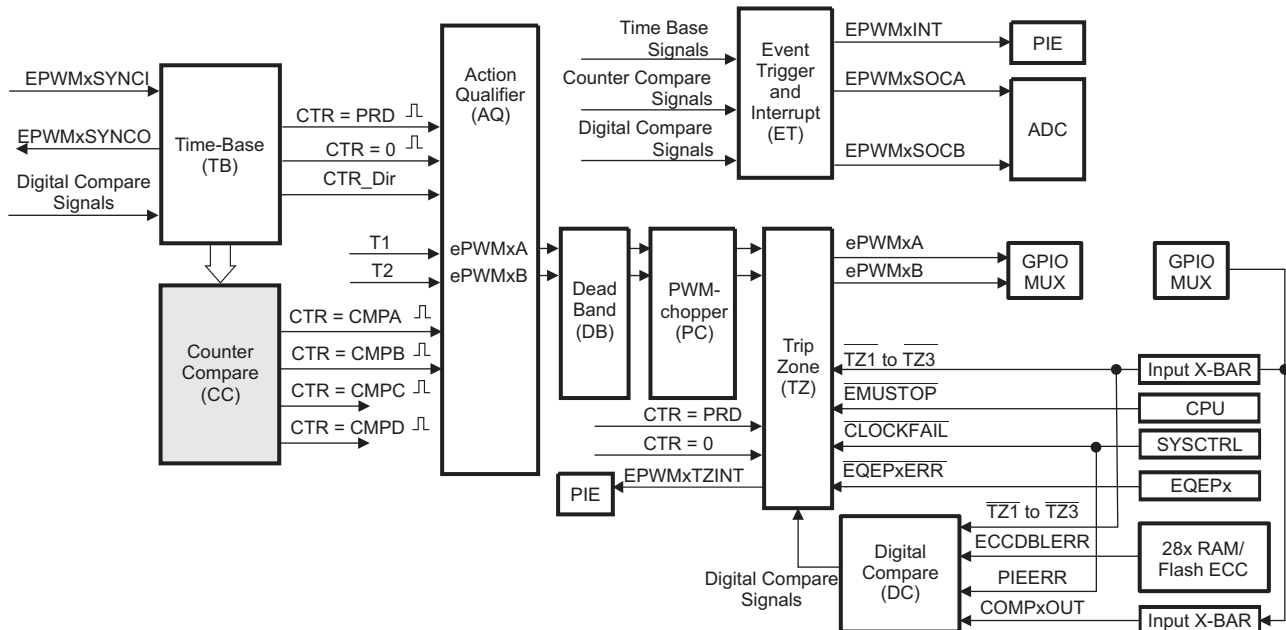 EPWMxSYNCI
EPWMxSYNCO
Digital Compare
Signals
Time-Base
(TB)
CTR = PRD
CTR = 0
CTR_Dir
T1
T2
Counter
Compare
(CC)
CTR = CMPA
CTR = CMPB
CTR = CMPC
CTR = CMPD
Action
Qualifier
(AQ)
ePWMxA
ePWMxB
Time Base
Signals
Counter Compare
Signals
Digital Compare
Signals
Event
Trigger
and
Interrupt
(ET)
EPWMxINT
EPWMxSOCA
EPWMxSOCB
PIE
ADC
Dead
Band
(DB)
PWM-
chopper
(PC)
Trip
Zone
(TZ)
ePWMxA
ePWMxB
GPIO
MUX
GPIO
MUX
TZ1 to TZ3
EMUSTOP
CLOCKFAIL
EQEPxERR
Input X-BAR
CPU
SYSCTRL
EQEPx
CTR = PRD
CTR = 0
EPWMxTZINT
PIE
Digital Compare
Signals
Digital
Compare
(DC)
TZ1 to TZ3
ECCDBLERR
PIEERR
COMPxOUT
28x RAM/
Flash ECC
Input X-BAR